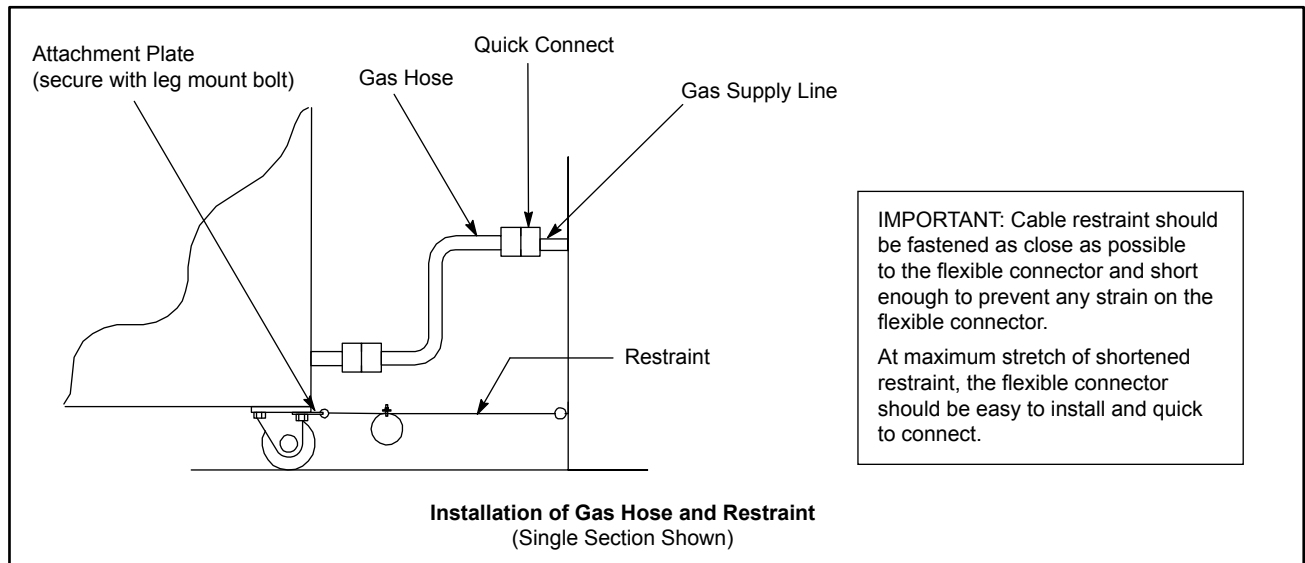 Attachment Plate
(secure with leg mount bolt)
Quick Connect
Gas Hose
Gas Supply Line
Restraint
IMPORTANT: Cable restraint should
be fastened as close as possible
to the flexible connector and short
enough to prevent any strain on the
flexible connector.
At maximum stretch of shortened
restraint, the flexible connector
should be easy to install and quick
to connect.
Installation of Gas Hose and Restraint
(Single Section Shown)